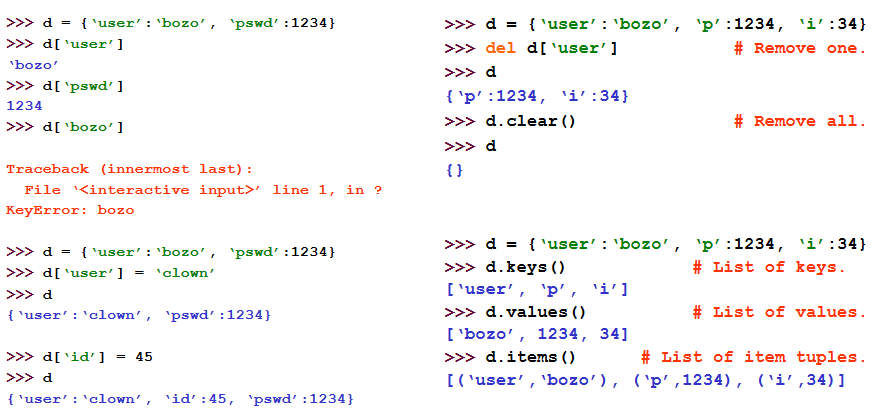 >>> d = {‘user’:‘bozo’, ‘pswd’:1234}
>>> d[‘user’]
‘bozo’
>>> d[‘pswd’]
1234
>>> d[‘bozo’]
Traceback (innermost last):
File ‘<interactive input>’ line 1, in ?
KeyError: bozo
>>> d = {‘user’:‘bozo’, ‘pswd’:1234}
>>> d[‘user’] = ‘clown’
>>> d
{‘user’:‘clown’, ‘pswd’:1234}
>>> d[‘id’] = 45
>>> d
{‘user’:‘clown’, ‘id’:45, ‘pswd’:1234}
>>> d = {‘user’:‘bozo’, ‘p’:1234, ‘i’:34}
>>> del d[‘user’] # Remove one.
>>> d
{‘p’:1234, ‘i’:34}
>>> d.clear() # Remove all.
>>> d
{}
>>> d = {‘user’:‘bozo’, ‘p’:1234, ‘i’:34}
>>> d.keys() # List of keys.
[‘user’, ‘p’, ‘i’]
>>> d.values() # List of values.
[‘bozo’, 1234, 34]
>>> d.items() # List of item tuples.
[(‘user’,‘bozo’), (‘p’,1234), (‘i’,34)]